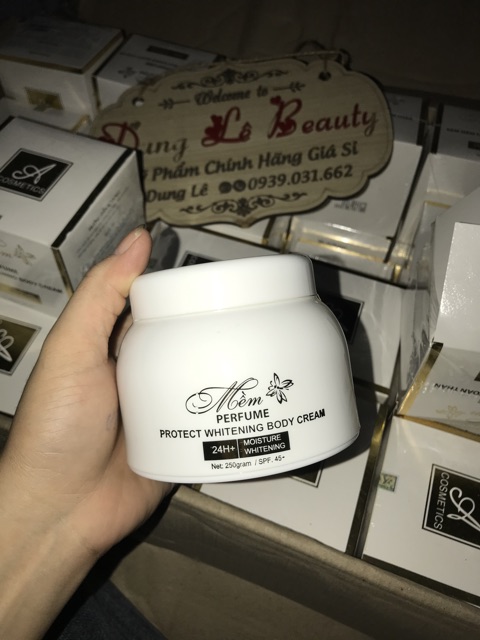 Welcome to
Dung Lê Beauty
Phẩm Chính Hãng Giá Sỉ
Dung Lê 0939.031.662
A
COSMETICS
Mềm
PERFUME
PROTECT WHITENING BODY CREAM
24H+ MOISTURE
WHITENING
Net: 250gram / SPF. 45+
A
COSMETICS